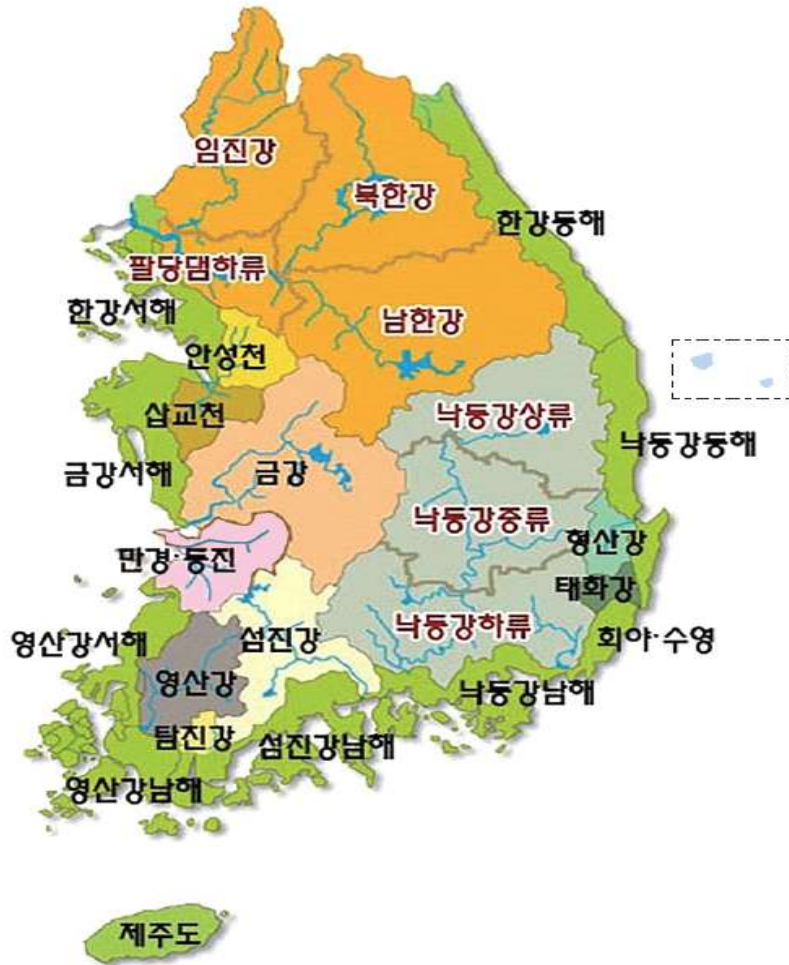 임진강
북한강
한강동해
팔당댐하류
한강서해
남한강
안성천
삽교천
낙동강상류
낙동강동해
금강서해
금강
낙동강중류
형산강
만경·동진
태화강
영산강서해
섬진강
낙동강하류
회야·수영
영산강
낙동강남해
탐진강
섬진강남해
영산강남해
제주도